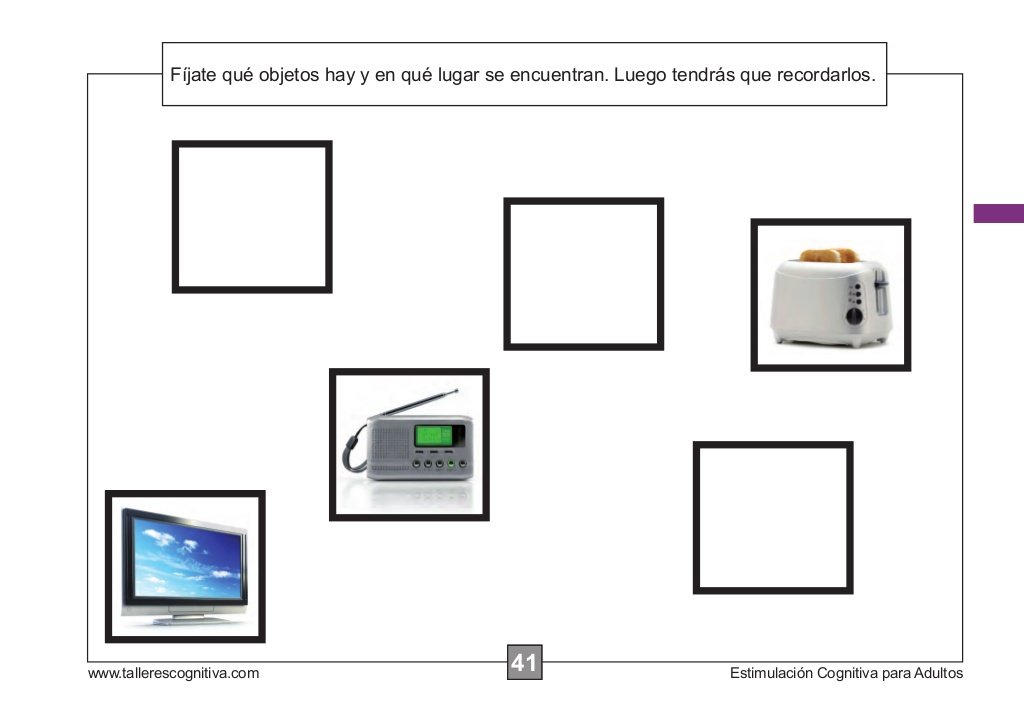 Fíjate qué objetos hay y en qué lugar se encuentran. Luego tendrás que recordarlos.
www.tallerescognitiva.com
41
Estimulación Cognitiva para Adultos